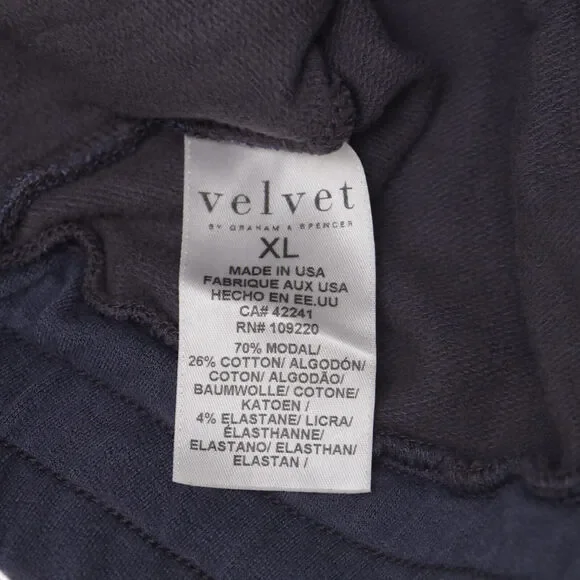 velvet
BY GRAHAM & SPENCER
XL
MADE IN USA
FABRIQUE AUX USA
HECHO EN EE.UU
CA# 42241
RN# 109220
70% MODAL/
26% COTTON/ ALGODÓN/
COTON/ ALGODÃO/
BAUMWOLLE/ COTONE/
KATOEN /
4% ELASTANE/ LICRA/
ÉLASTHANNE/
ELASTANO/ ELASTHAN/
ELASTAN /